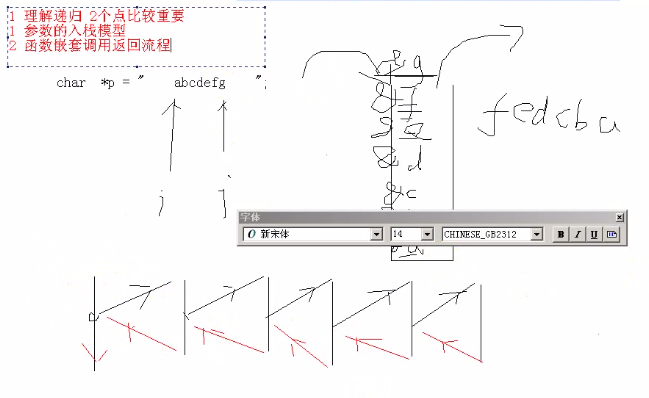 1 理解递归 2个点比较重要
1 参数的入栈模型
2 函数嵌套调用返回流程
char *p = "    abcdefg    ";
&g
&f
&e
&d
&c
fedcba
i
j
字体
新宋体
14
CHINESE_GB2312
B I U